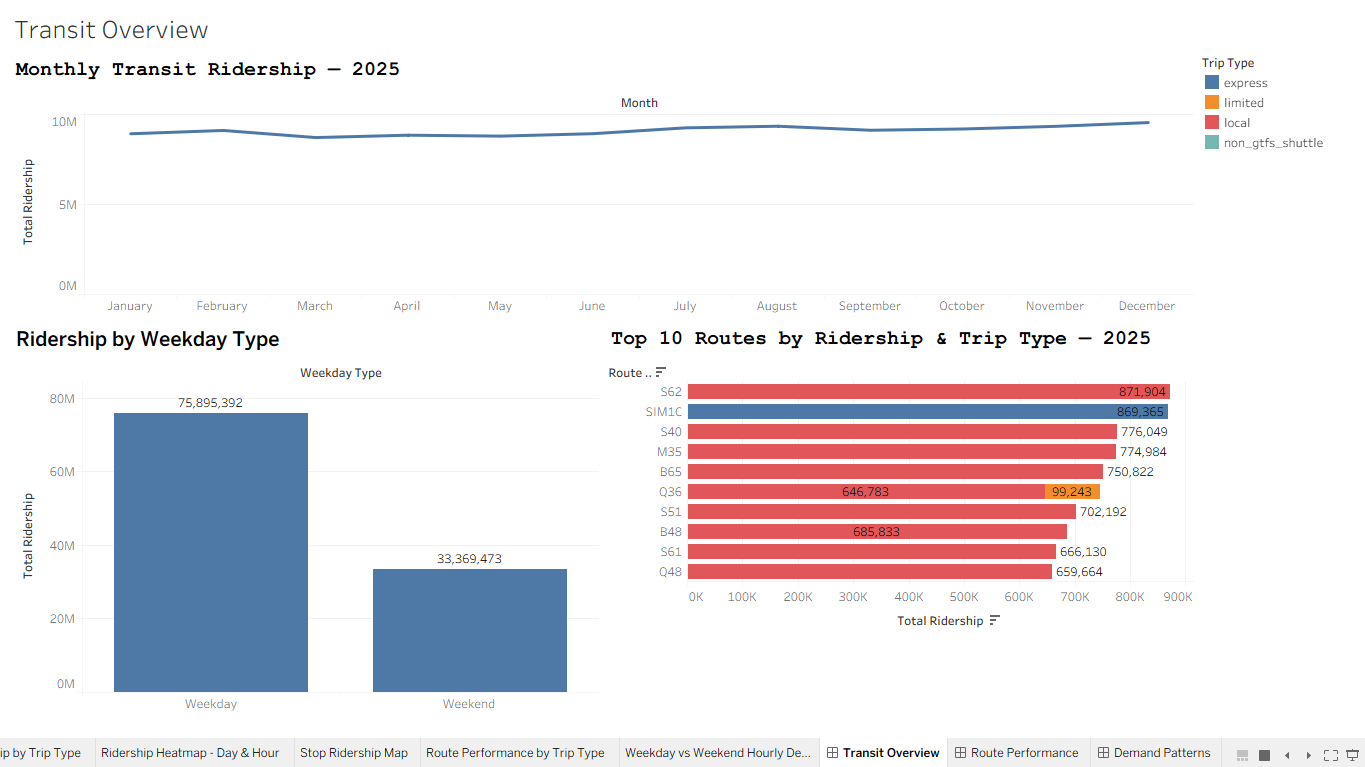 Transit Overview
Monthly Transit Ridership — 2025
Month
10M
5M
0M
Total Ridership
January February March April May June July August September October November December
Trip Type
express
limited
local
non_gtfs_shuttle
Ridership by Weekday Type
Weekday Type
80M
60M
40M
20M
0M
Total Ridership
75,895,392
33,369,473
Weekday Weekend
Top 10 Routes by Ridership & Trip Type — 2025
Route ..
S62 871,904
SIM1C 869,365
S40 776,049
M35 774,984
B65 750,822
Q36 646,783 99,243
S51 702,192
B48 685,833
S61 666,130
Q48 659,664
0K 100K 200K 300K 400K 500K 600K 700K 800K 900K
Total Ridership
ip by Trip Type Ridership Heatmap - Day & Hour Stop Ridership Map Route Performance by Trip Type Weekday vs Weekend Hourly De... Transit Overview Route Performance Demand Patterns